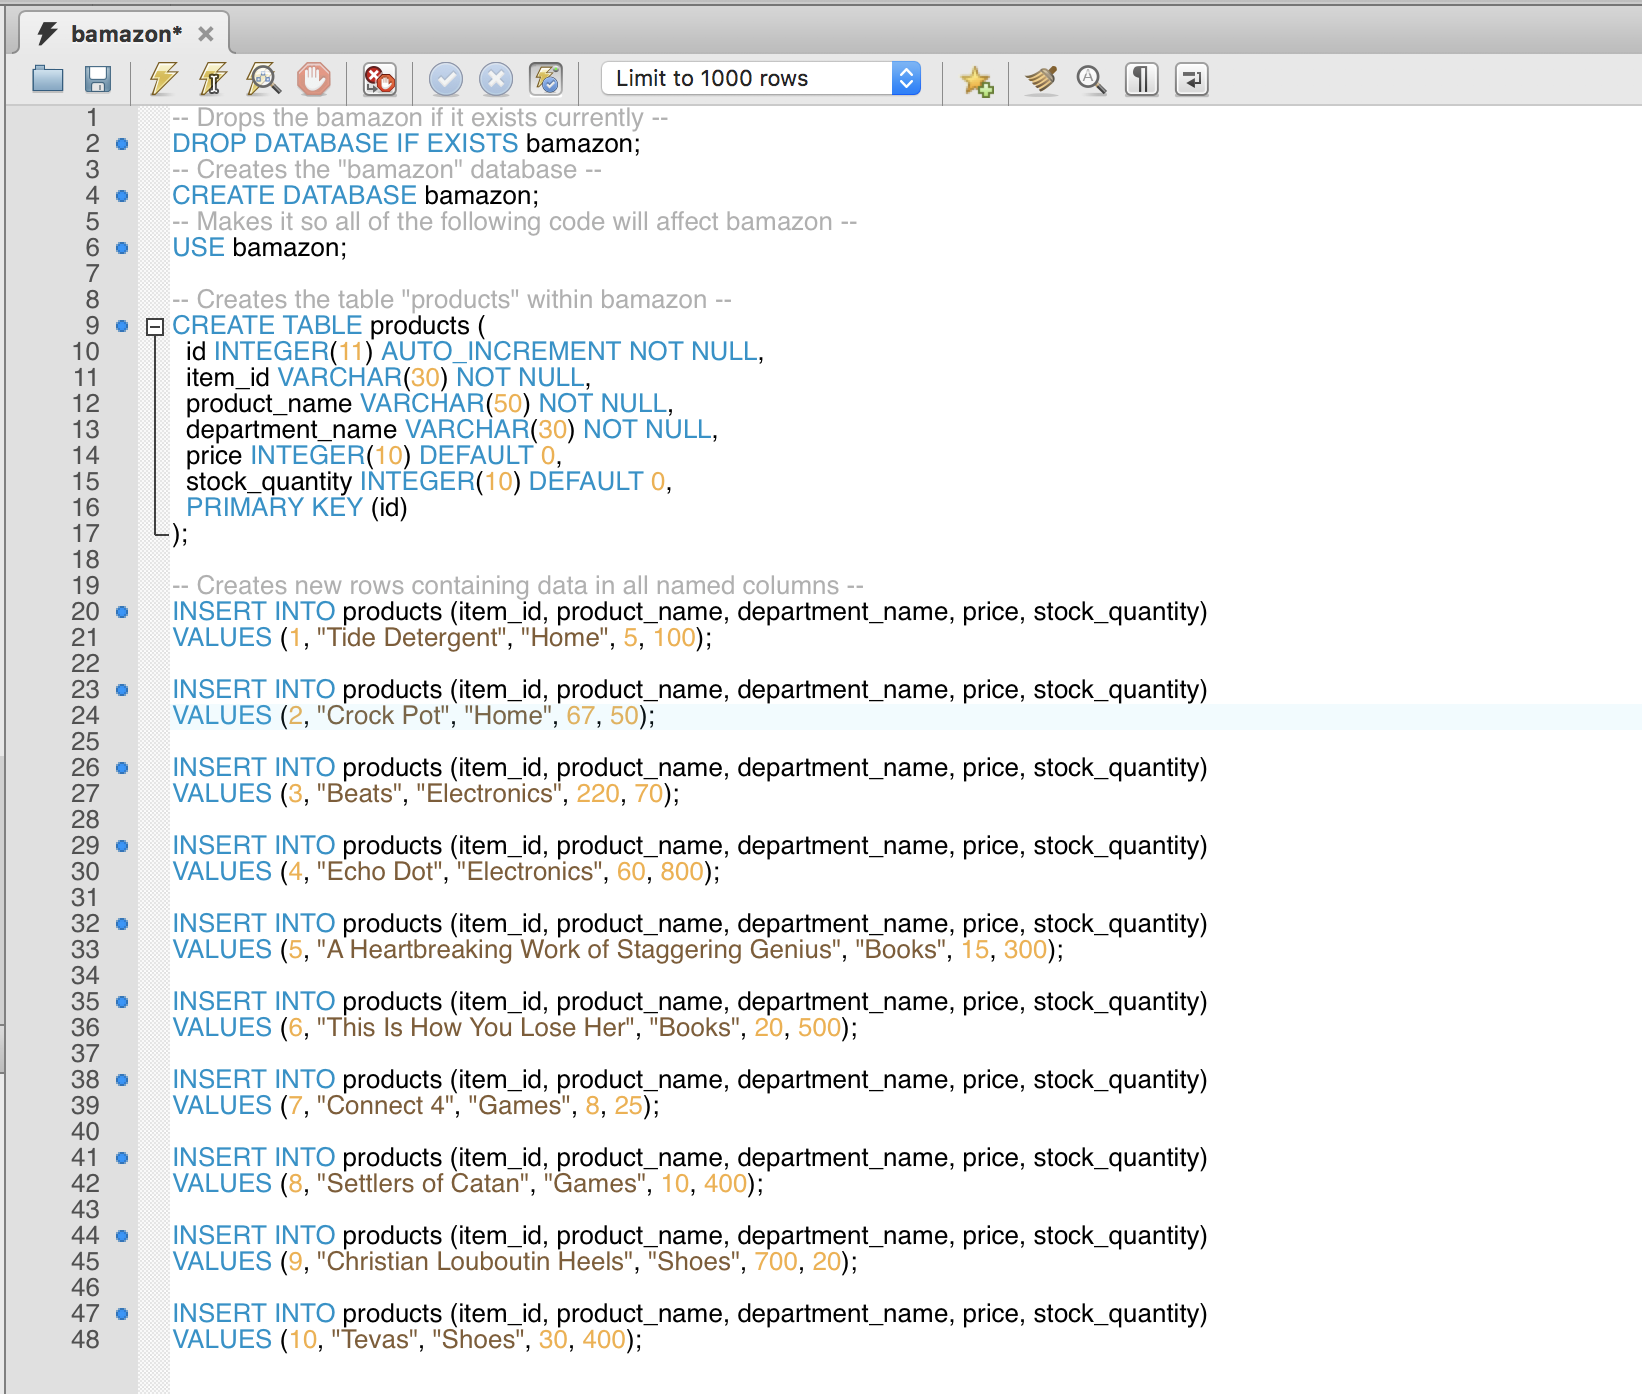 bamazon*
Limit to 1000 rows
1 -- Drops the bamazon if it exists currently --
2 DROP DATABASE IF EXISTS bamazon;
3 -- Creates the "bamazon" database --
4 CREATE DATABASE bamazon;
5 -- Makes it so all of the following code will affect bamazon --
6 USE bamazon;
7
8 -- Creates the table "products" within bamazon --
9 CREATE TABLE products (
10 id INTEGER(11) AUTO_INCREMENT NOT NULL,
11 item_id VARCHAR(30) NOT NULL,
12 product_name VARCHAR(50) NOT NULL,
13 department_name VARCHAR(30) NOT NULL,
14 price INTEGER(10) DEFAULT 0,
15 stock_quantity INTEGER(10) DEFAULT 0,
16 PRIMARY KEY (id)
17 );
18
19 -- Creates new rows containing data in all named columns --
20 INSERT INTO products (item_id, product_name, department_name, price, stock_quantity)
21 VALUES (1, "Tide Detergent", "Home", 5, 100);
22
23 INSERT INTO products (item_id, product_name, department_name, price, stock_quantity)
24 VALUES (2, "Crock Pot", "Home", 67, 50);
25
26 INSERT INTO products (item_id, product_name, department_name, price, stock_quantity)
27 VALUES (3, "Beats", "Electronics", 220, 70);
28
29 INSERT INTO products (item_id, product_name, department_name, price, stock_quantity)
30 VALUES (4, "Echo Dot", "Electronics", 60, 800);
31
32 INSERT INTO products (item_id, product_name, department_name, price, stock_quantity)
33 VALUES (5, "A Heartbreaking Work of Staggering Genius", "Books", 15, 300);
34
35 INSERT INTO products (item_id, product_name, department_name, price, stock_quantity)
36 VALUES (6, "This Is How You Lose Her", "Books", 20, 500);
37
38 INSERT INTO products (item_id, product_name, department_name, price, stock_quantity)
39 VALUES (7, "Connect 4", "Games", 8, 25);
40
41 INSERT INTO products (item_id, product_name, department_name, price, stock_quantity)
42 VALUES (8, "Settlers of Catan", "Games", 10, 400);
43
44 INSERT INTO products (item_id, product_name, department_name, price, stock_quantity)
45 VALUES (9, "Christian Louboutin Heels", "Shoes", 700, 20);
46
47 INSERT INTO products (item_id, product_name, department_name, price, stock_quantity)
48 VALUES (10, "Tevas", "Shoes", 30, 400);